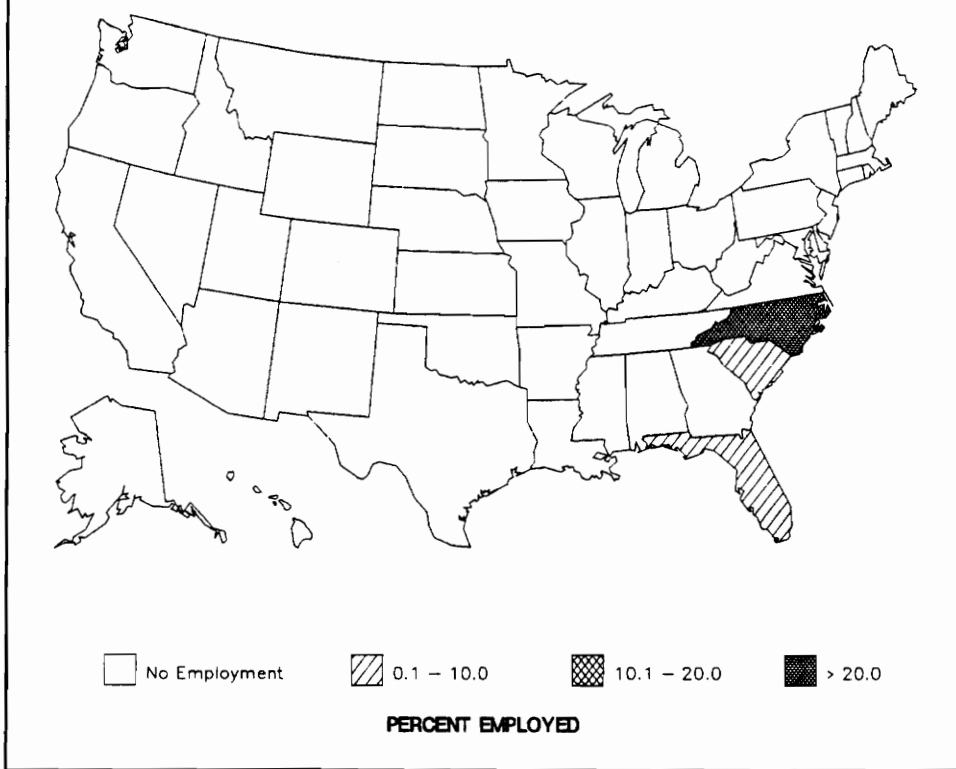 No Employment 0.1 – 10.0 10.1 – 20.0 > 20.0
PERCENT EMPLOYED